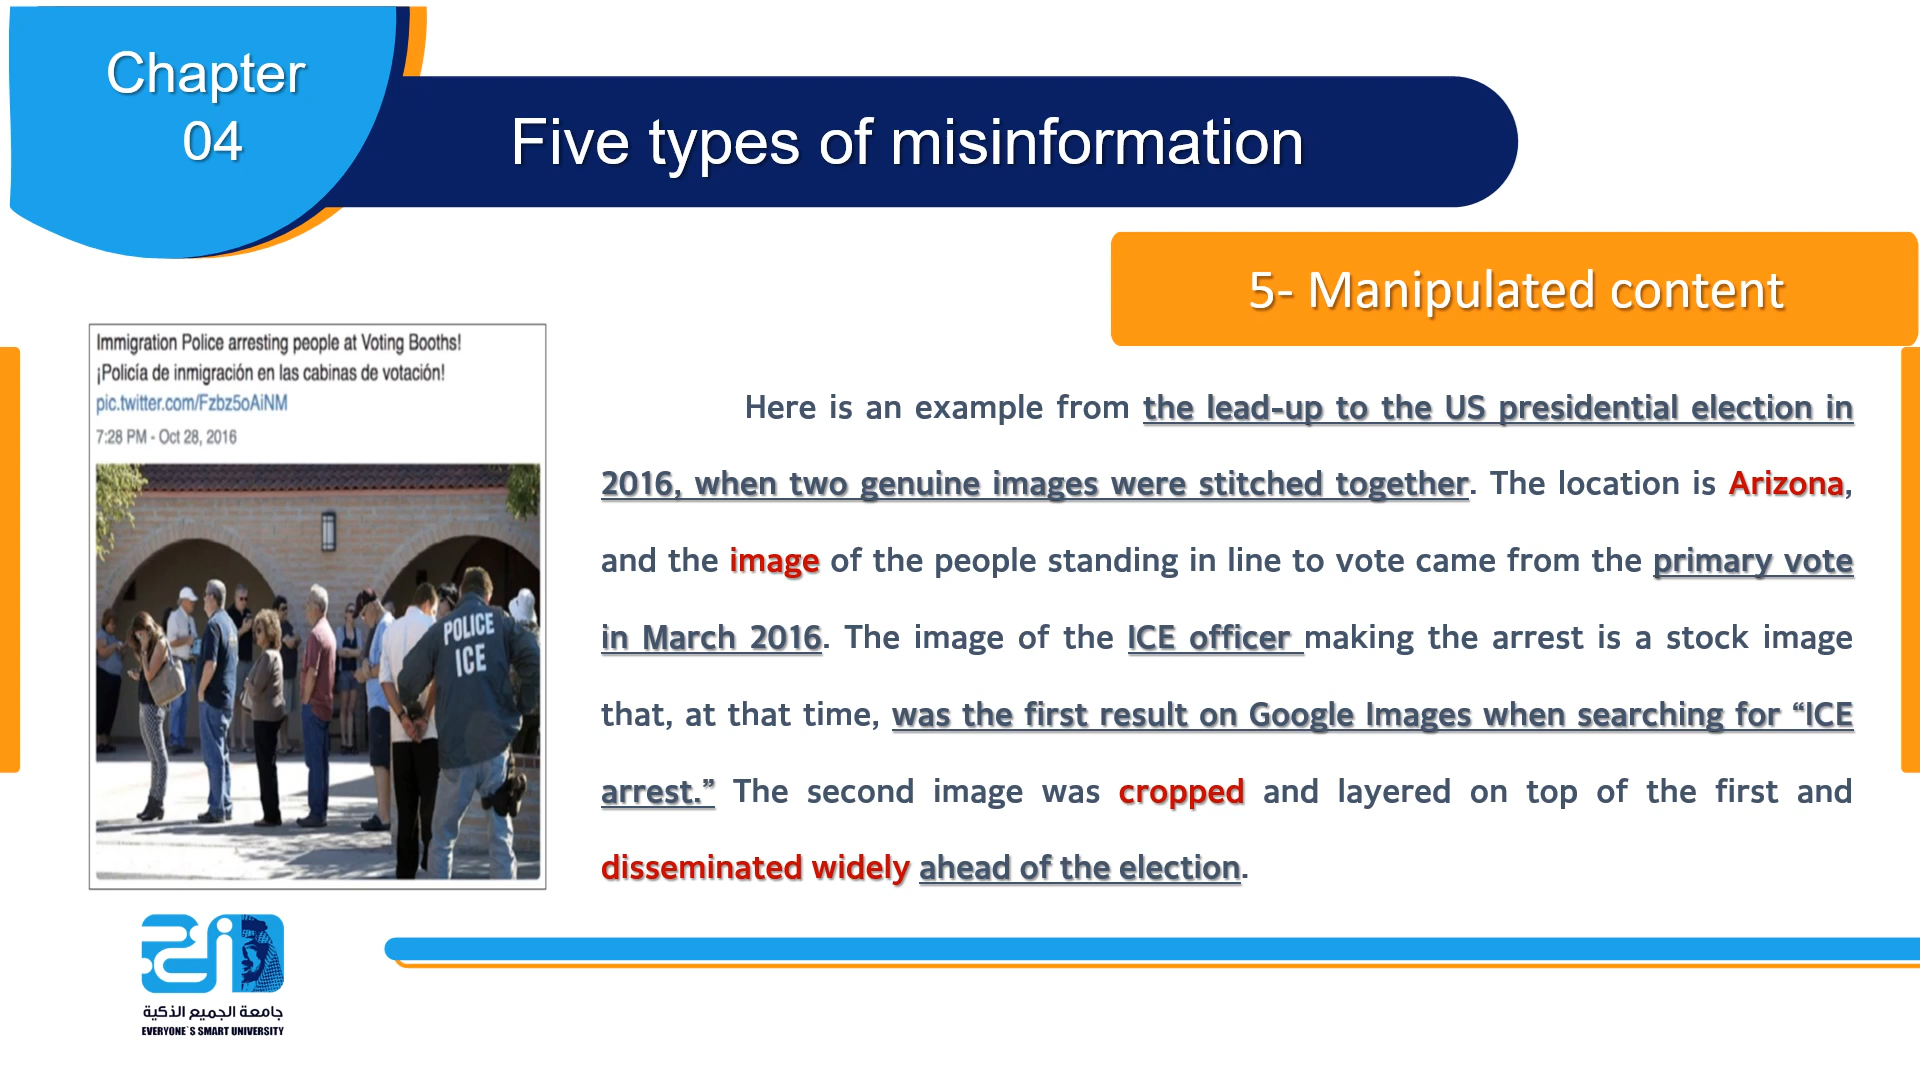 Chapter
04
Five types of misinformation
5- Manipulated content
Immigration Police arresting people at Voting Booths!
¡Policía de inmigración en las cabinas de votación!
pic.twitter.com/Fzbz5oAiNM
7:28 PM - Oct 28, 2016
POLICE
ICE
Here is an example from the lead-up to the US presidential election in
2016, when two genuine images were stitched together. The location is Arizona,
and the image of the people standing in line to vote came from the primary vote
in March 2016. The image of the ICE officer making the arrest is a stock image
that, at that time, was the first result on Google Images when searching for “ICE
arrest.” The second image was cropped and layered on top of the first and
disseminated widely ahead of the election.
جامعة الجميع الذكية
EVERYONE`S SMART UNIVERSITY